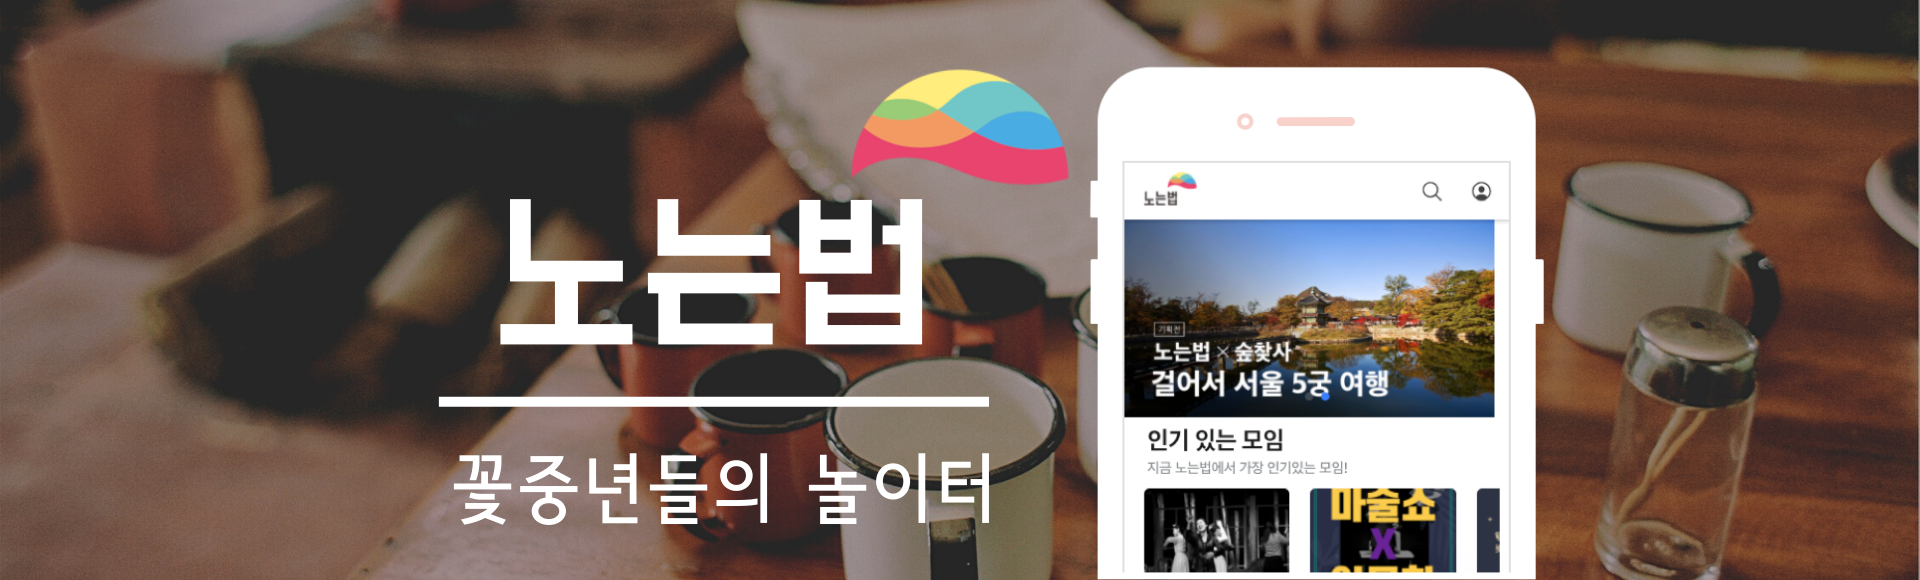 노는법
꽃중년들의 놀이터
노는법
기획전
노는법 × 숲찾사
걸어서 서울 5궁 여행
인기 있는 모임
지금 노는법에서 가장 인기있는 모임!
마술쇼
X